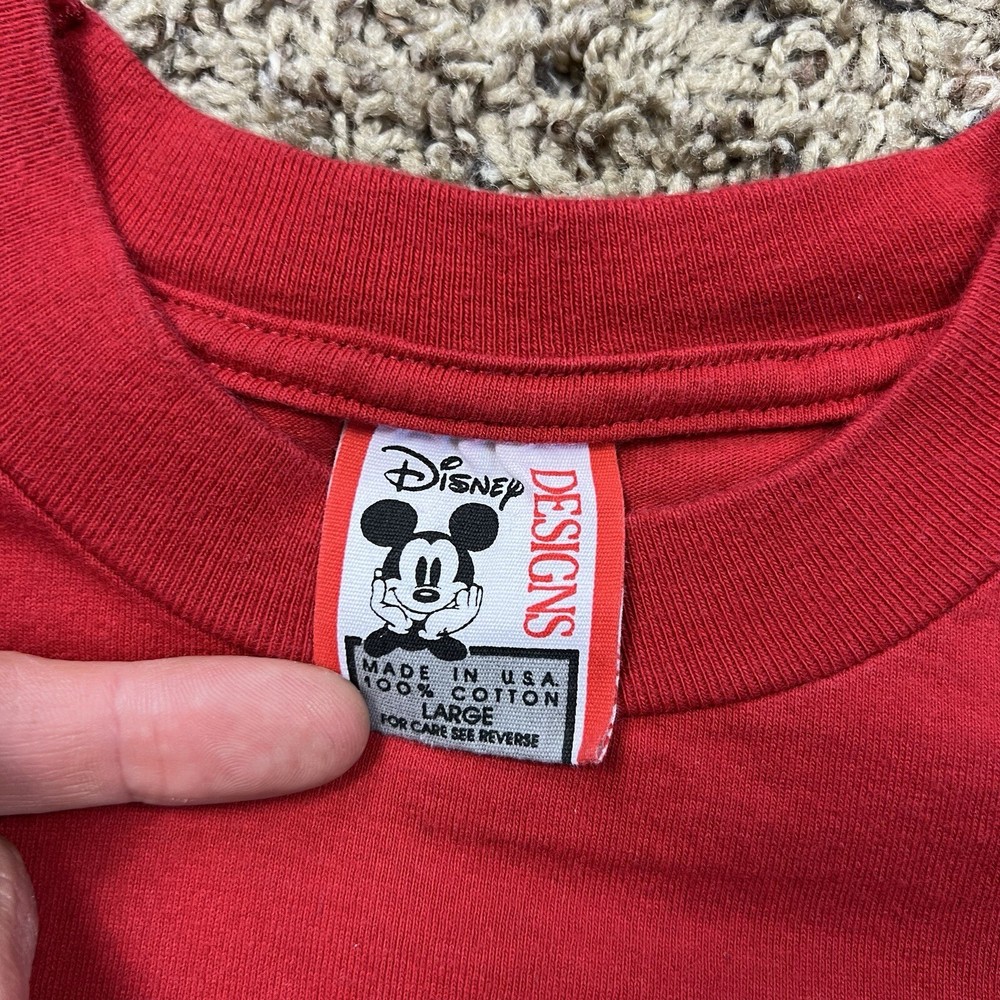 Disney
DESIGNS
MADE IN U.S.A.
100% COTTON
LARGE
FOR CARE SEE REVERSE